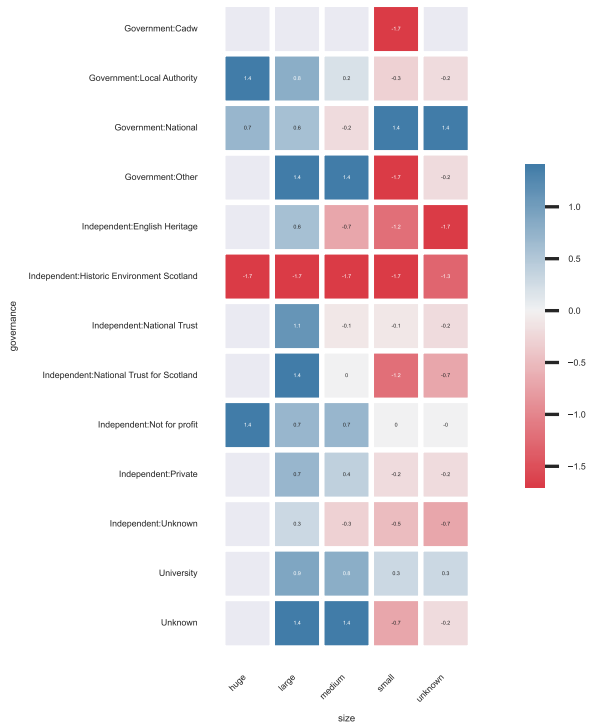 Government:Cadw -1.7
Government:Local Authority 1.4 0.8 0.2 -0.3 -0.2
Government:National 0.7 0.6 -0.2 1.4 1.4
Government:Other 1.4 1.4 -1.7 -0.2
Independent:English Heritage 0.6 -0.7 -1.2 -1.7
Independent:Historic Environment Scotland -1.7 -1.7 -1.7 -1.7 -1.3
Independent:National Trust 1.1 -0.1 -0.1 -0.2
Independent:National Trust for Scotland 1.4 0 -1.2 -0.7
Independent:Not for profit 1.4 0.7 0.7 0 -0
Independent:Private 0.7 0.4 -0.2 -0.2
Independent:Unknown 0.3 -0.3 -0.5 -0.7
University 0.9 0.8 0.3 0.3
Unknown 1.4 1.4 -0.7 -0.2
huge large medium small unknown
size
governance
1.0
0.5
0.0
−0.5
−1.0
−1.5